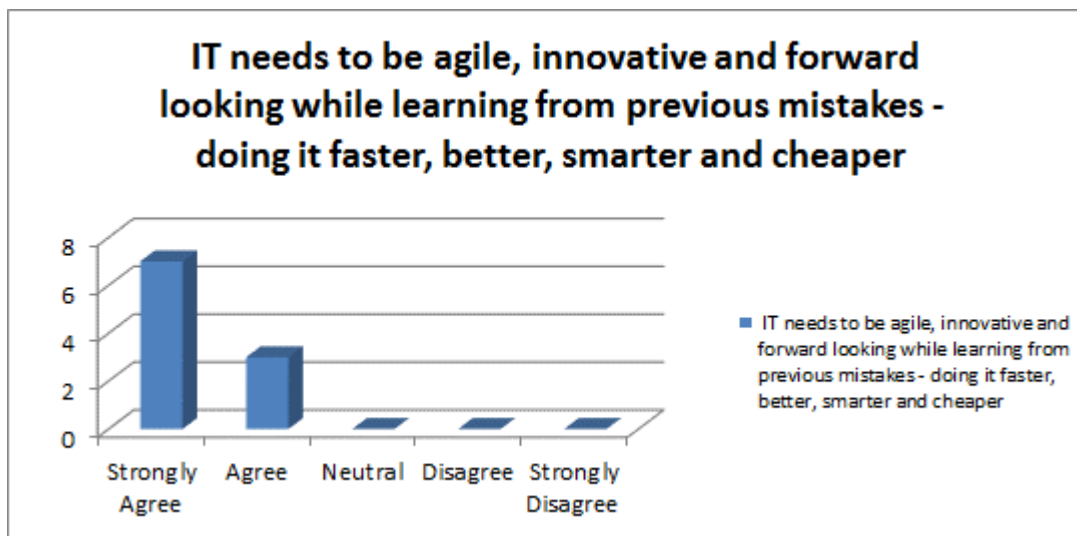 IT needs to be agile, innovative and forward
looking while learning from previous mistakes -
doing it faster, better, smarter and cheaper
8
6
4
2
0
Strongly Agree
Agree
Neutral
Disagree
Strongly Disagree
IT needs to be agile, innovative and
forward looking while learning from
previous mistakes - doing it faster,
better, smarter and cheaper